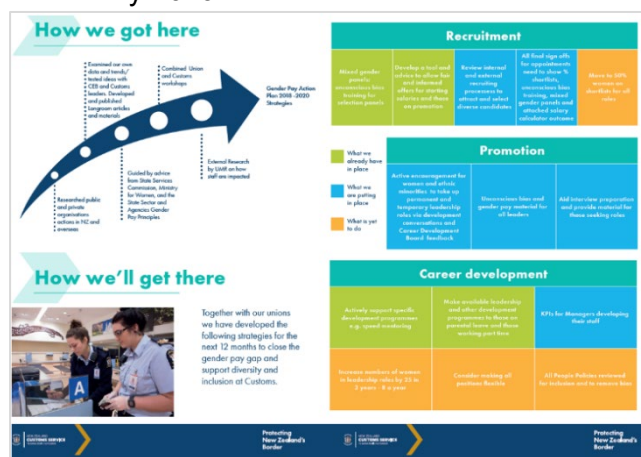 How we got here
Examined our own
data and trends/
tested ideas with
CEB and Customs
leaders. Developed
and published
Langroom articles
and materials
Combined Union
and Customs
workshops
Gender Pay Action
Plan 2018 -2020
Strategies
Researched public
and private
organisations
actions in NZ and
overseas
Guided by advice
from State Services
Commission, Ministry
for Women, and the
State Sector and
Agencies Gender
Pay Principles
External Research
by UMR on how
staff are impacted
How we'll get there
Together with our unions
we have developed the
following strategies for the
next 12 months to close the
gender pay gap and
support diversity and
inclusion at Customs.
A
CUSTOMS SERVICE
Protecting
New Zealand's
Border
Recruitment
Mixed gender
panels:
unconscious bias
training for
selection panels
Develop a tool and
advice to allow fair
and informed
offers for starting
salaries and those
on promotion
Review internal
and external
recruiting
processes to
attract and select
diverse candidates
All final sign offs
for appointments
need to show %
shortlists,
unconscious bias
training, mixed
gender panels and
attached salary
calculator outcome
Move to 50%
women on
shortlists for all
roles
What we
already have
in place
What we
are putting
in place
What is yet
to do
Promotion
Active encouragement for
women and ethnic
minorities to take up
permanent and
temporary leadership
roles via development
conversations and
Career Development
Board feedback
Unconscious bias and
gender pay material for
all leaders
Aid interview preparation
and provide material for
those seeking roles
Career development
Actively support specific
development programmes
e.g. speed mentoring
Make available leadership
and other development
programmes to those on
parental leave and those
working part time
KPIs for Managers developing
their staff
Increase numbers of women
in leadership roles by 23 in
3 years - 8 a year
Consider making all
positions flexible
All People Policies reviewed
for inclusion and to remove bias
CUSTOMS SERVICE
Protecting
New Zealand's
Border